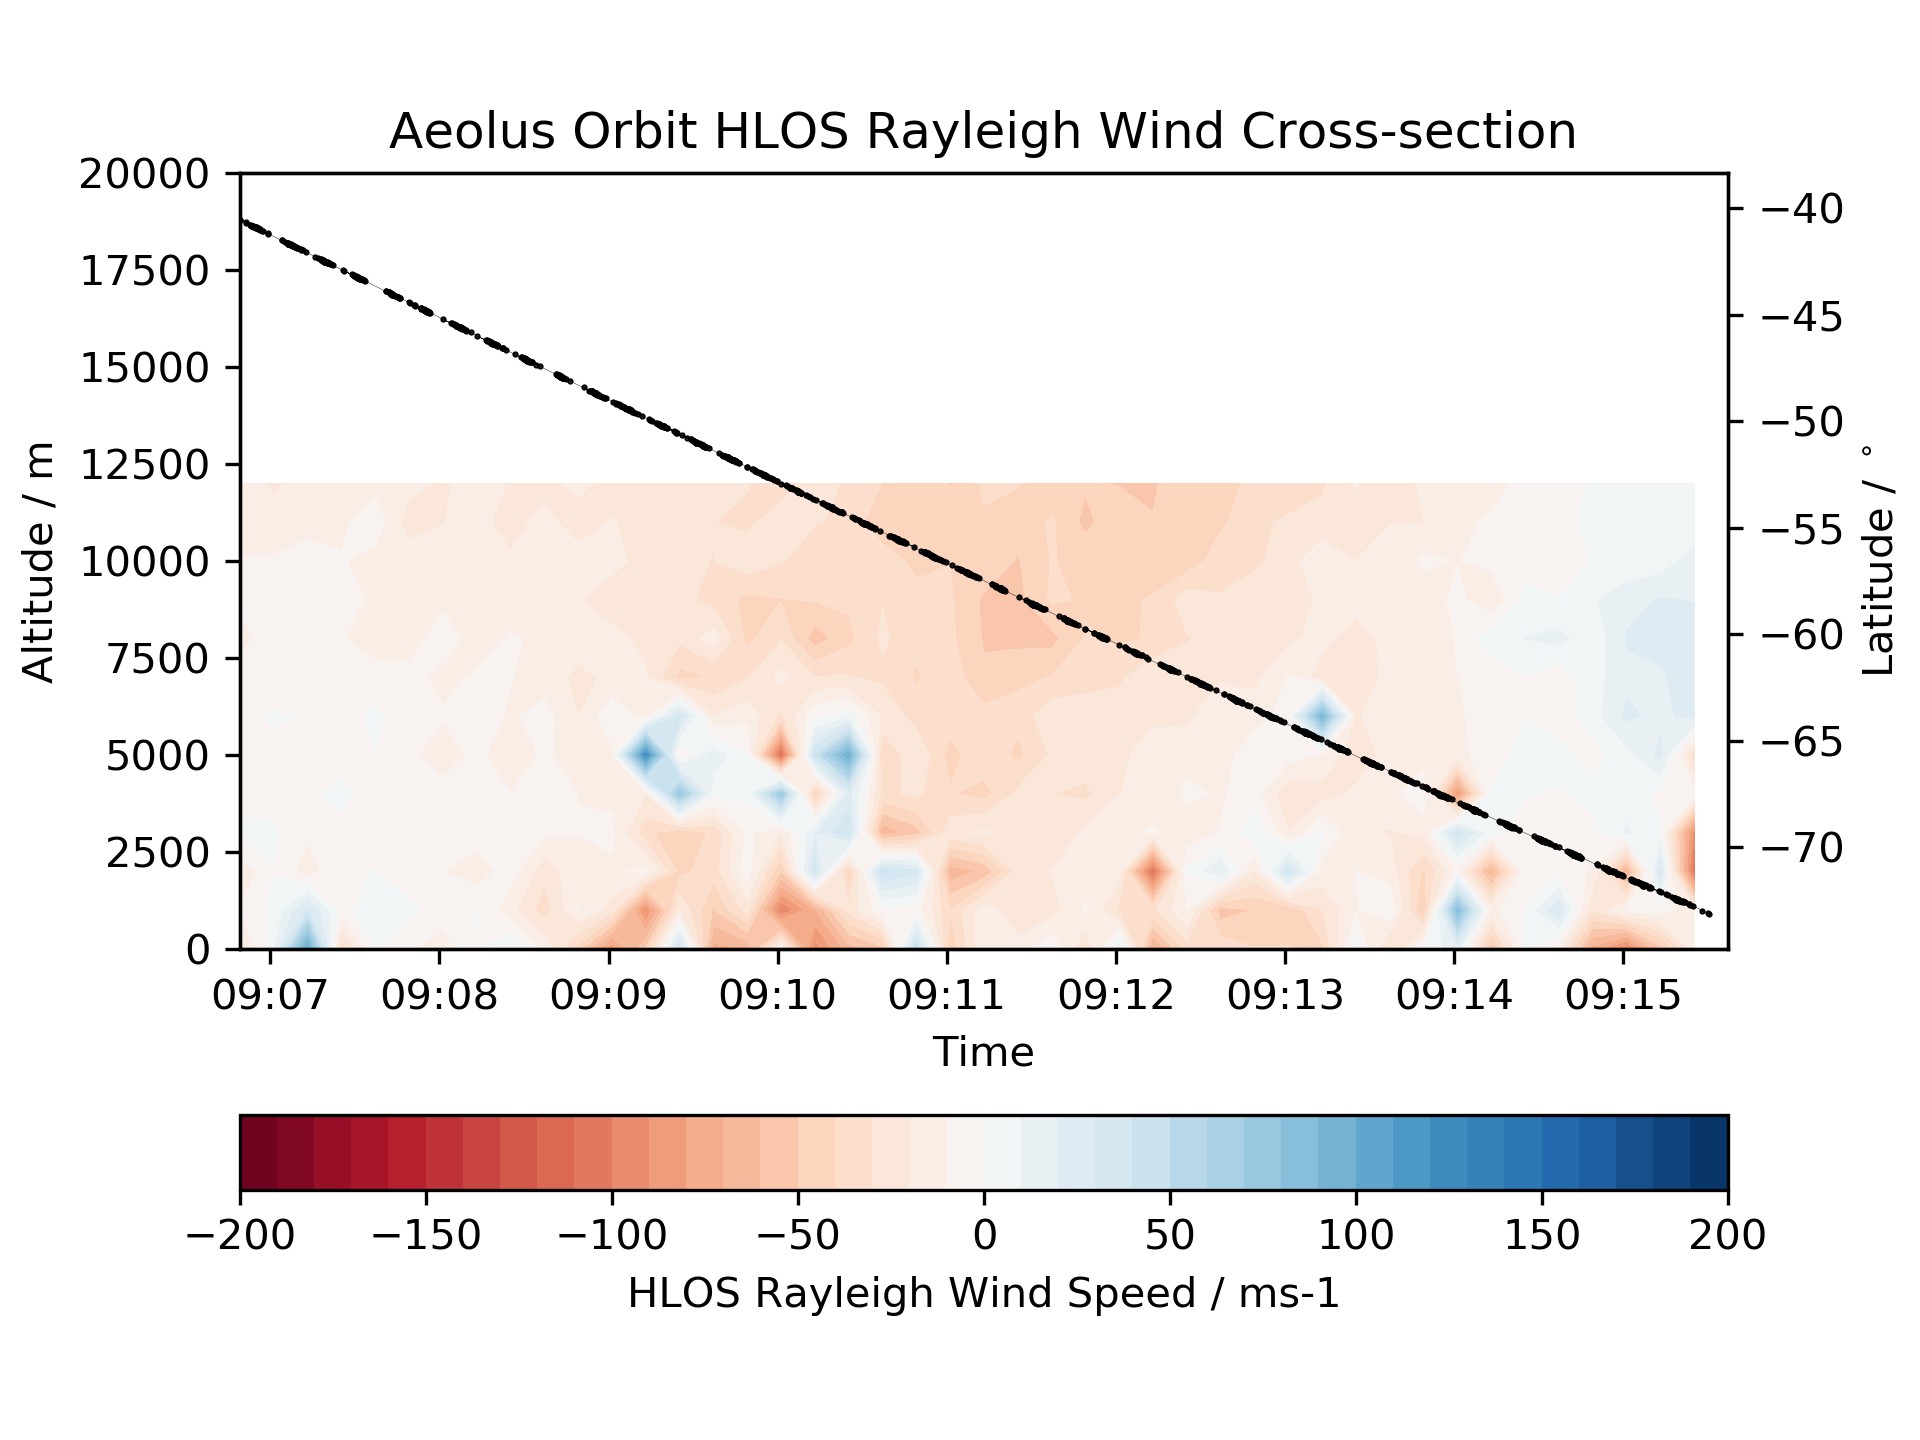 Aeolus Orbit HLOS Rayleigh Wind Cross-section
20000
17500
15000
12500
10000
7500
5000
2500
0
Altitude / m
−40
−45
−50
−55
−60
−65
−70
Latitude / °
09:07 09:08 09:09 09:10 09:11 09:12 09:13 09:14 09:15
Time
−200 −150 −100 −50 0 50 100 150 200
HLOS Rayleigh Wind Speed / ms-1